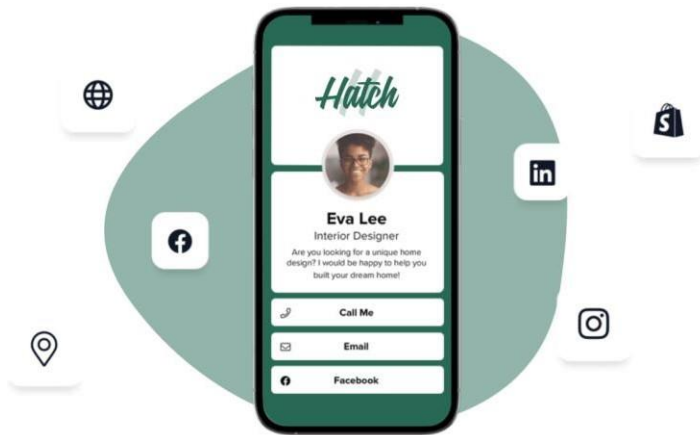 Hatch
Eva Lee
Interior Designer
Are you looking for a unique home
design? I would be happy to help you
built your dream home!
Call Me
Email
Facebook
in